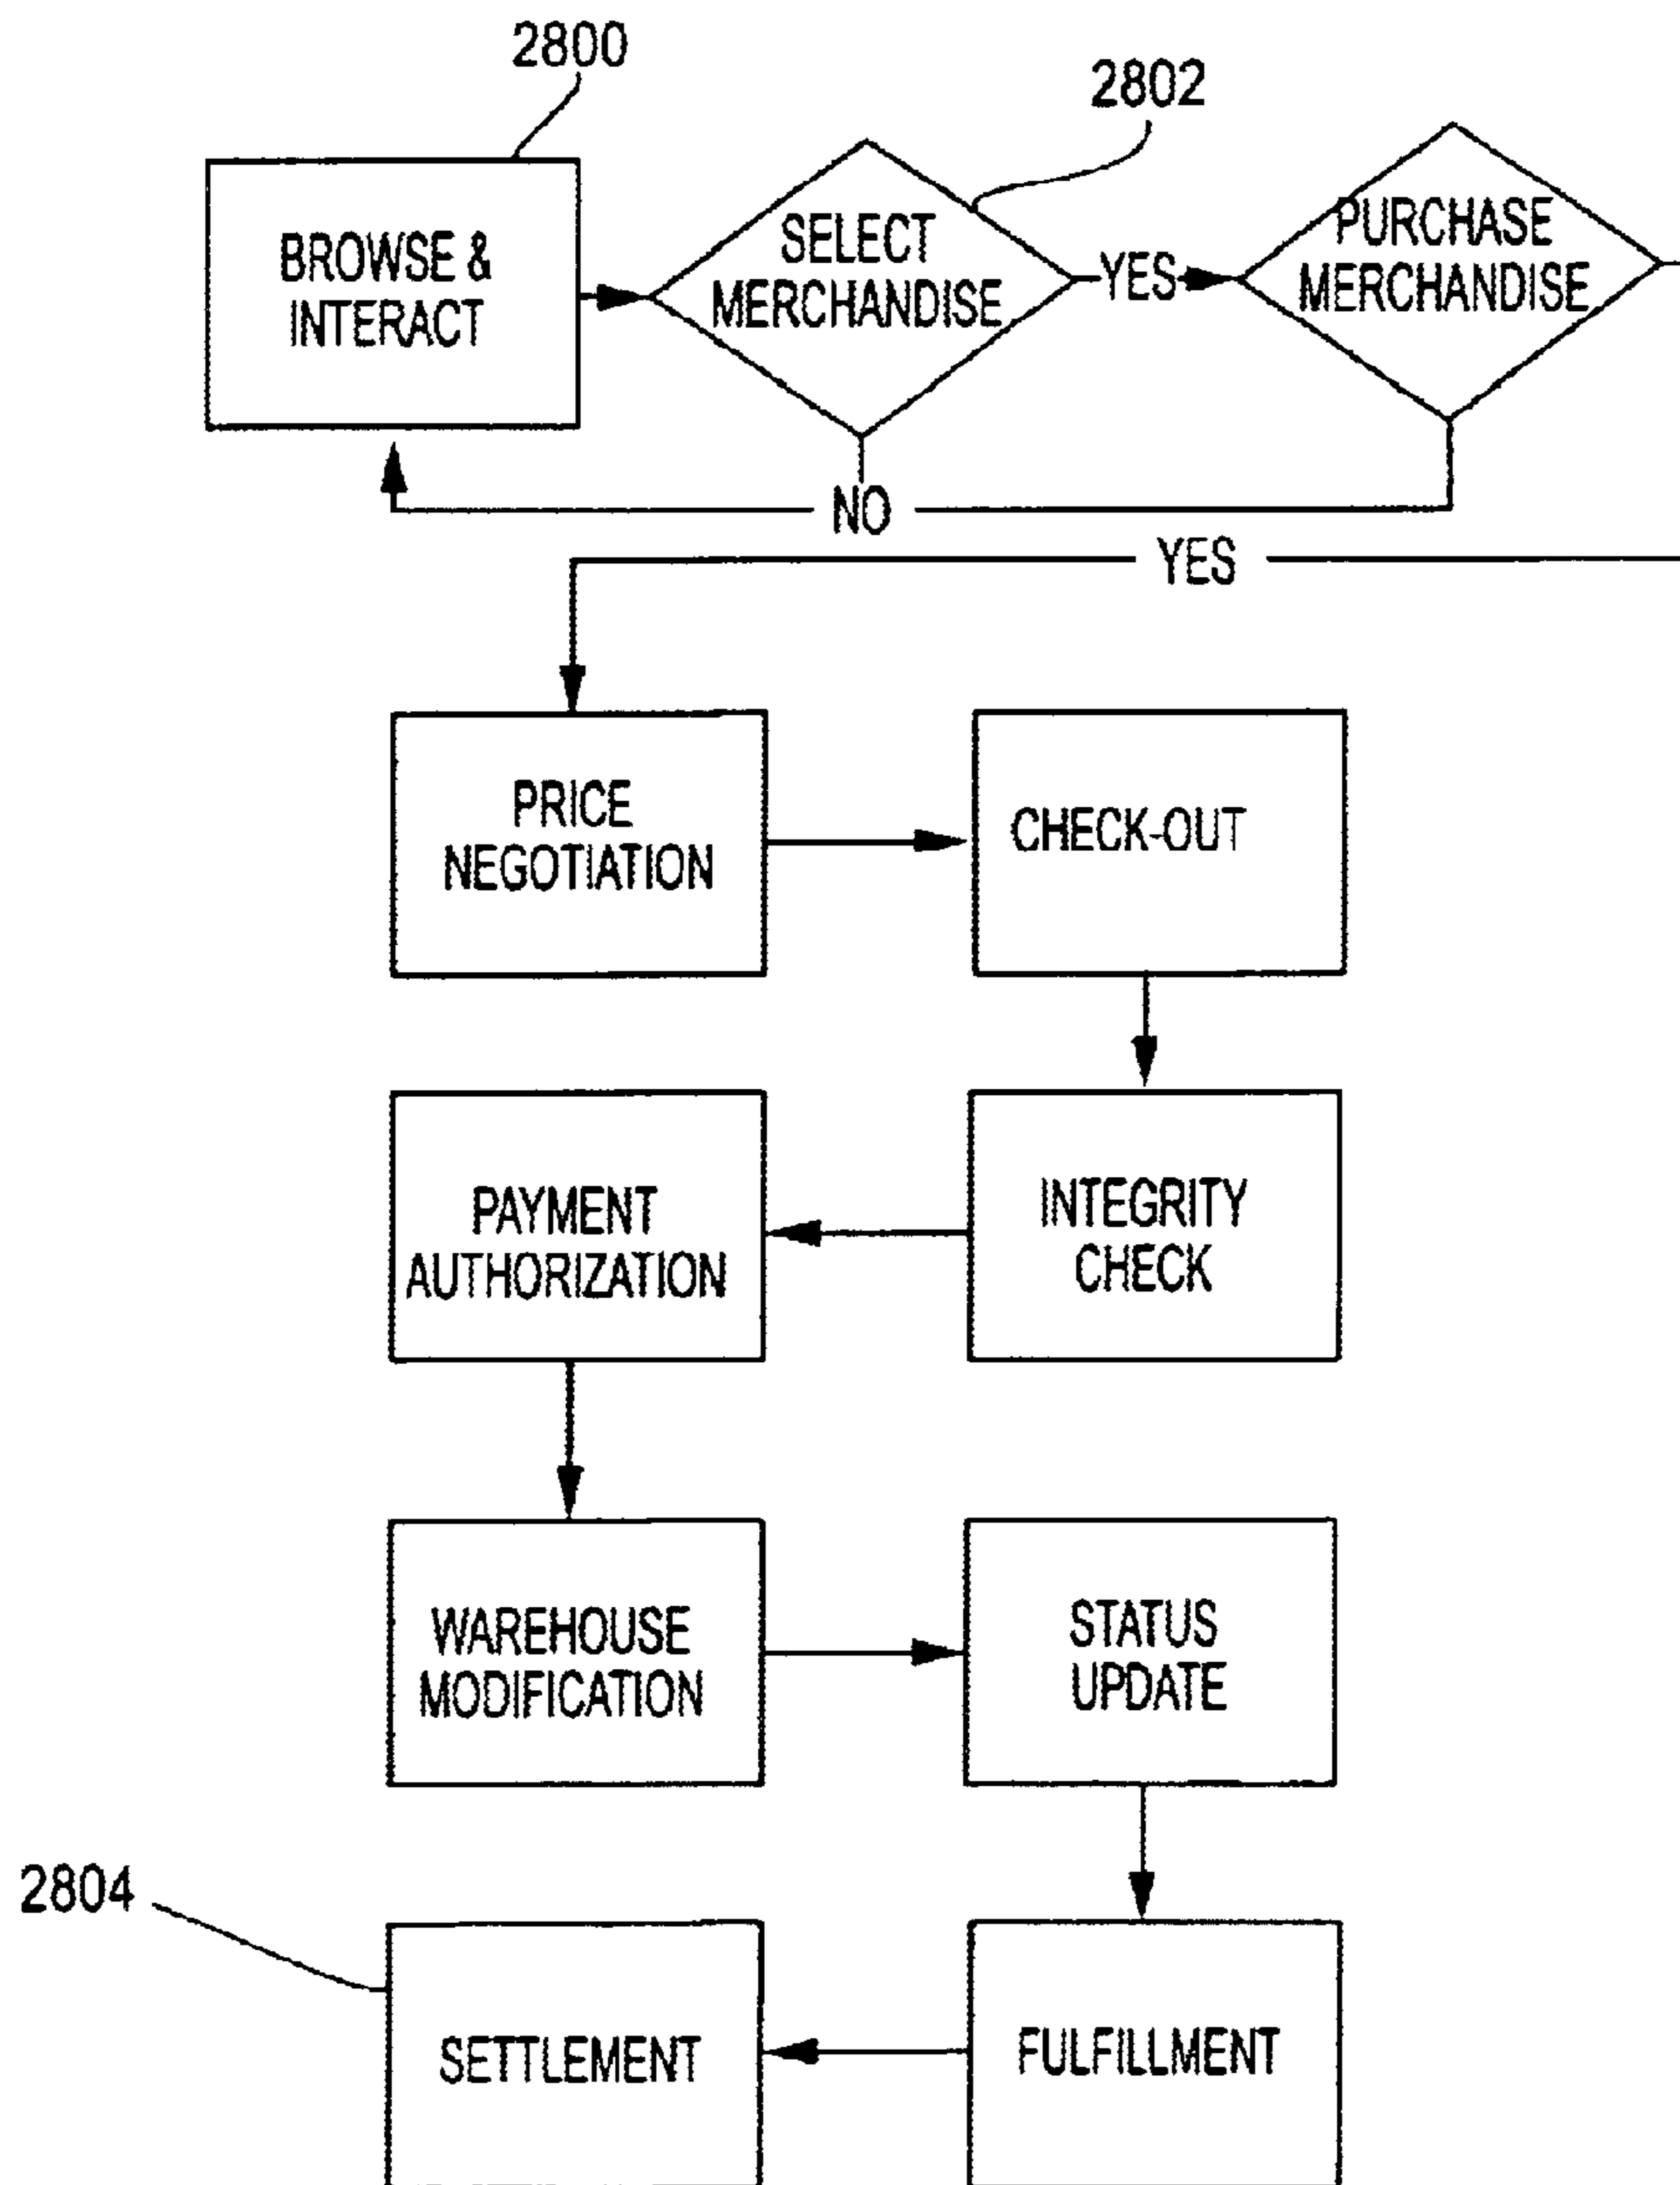 2800
2802
BROWSE &
INTERACT
SELECT
MERCHANDISE
YES
PURCHASE
MERCHANDISE
NO
YES
PRICE
NEGOTIATION
CHECK-OUT
PAYMENT
AUTHORIZATION
INTEGRITY
CHECK
WAREHOUSE
MODIFICATION
STATUS
UPDATE
2804
SETTLEMENT
FULFILLMENT